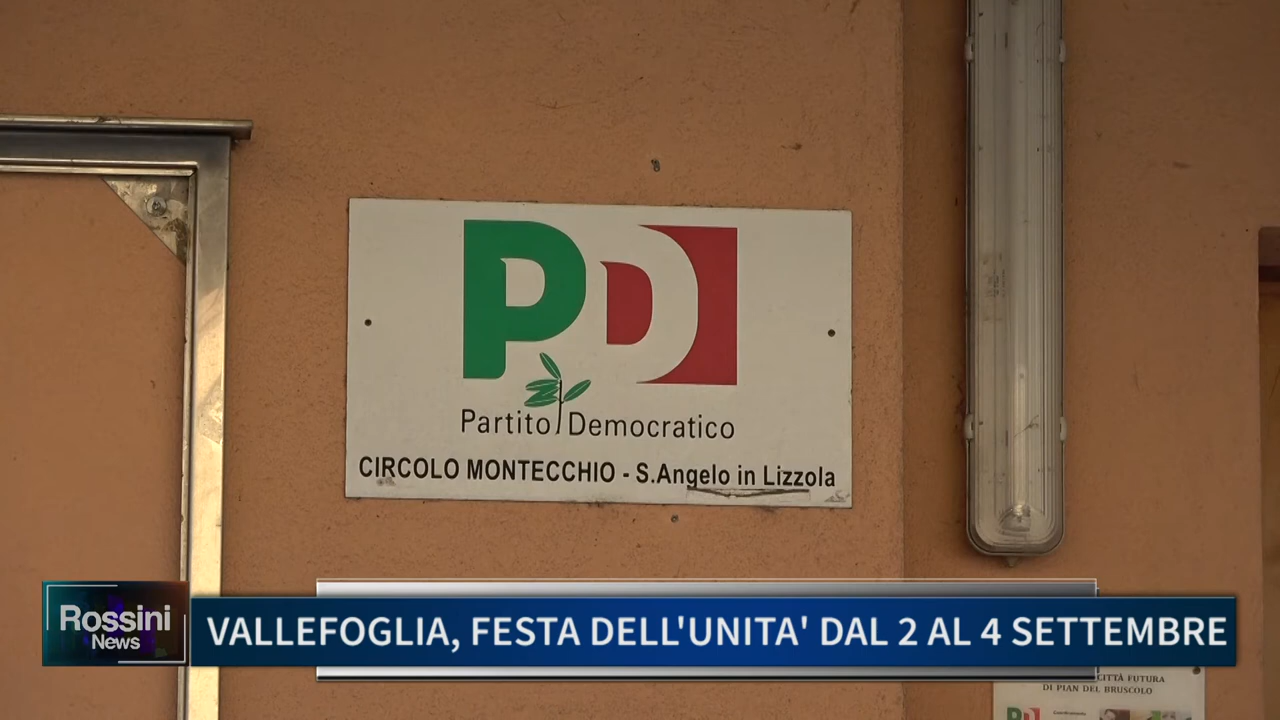 PD
Partito Democratico
CIRCOLO MONTECCHIO - S.Angelo in Lizzola
Rossini
News
VALLEFOGLIA, FESTA DELL'UNITA' DAL 2 AL 4 SETTEMBRE
CITTÀ FUTURA
DI PIAN DEL BRUSCOLO
PD